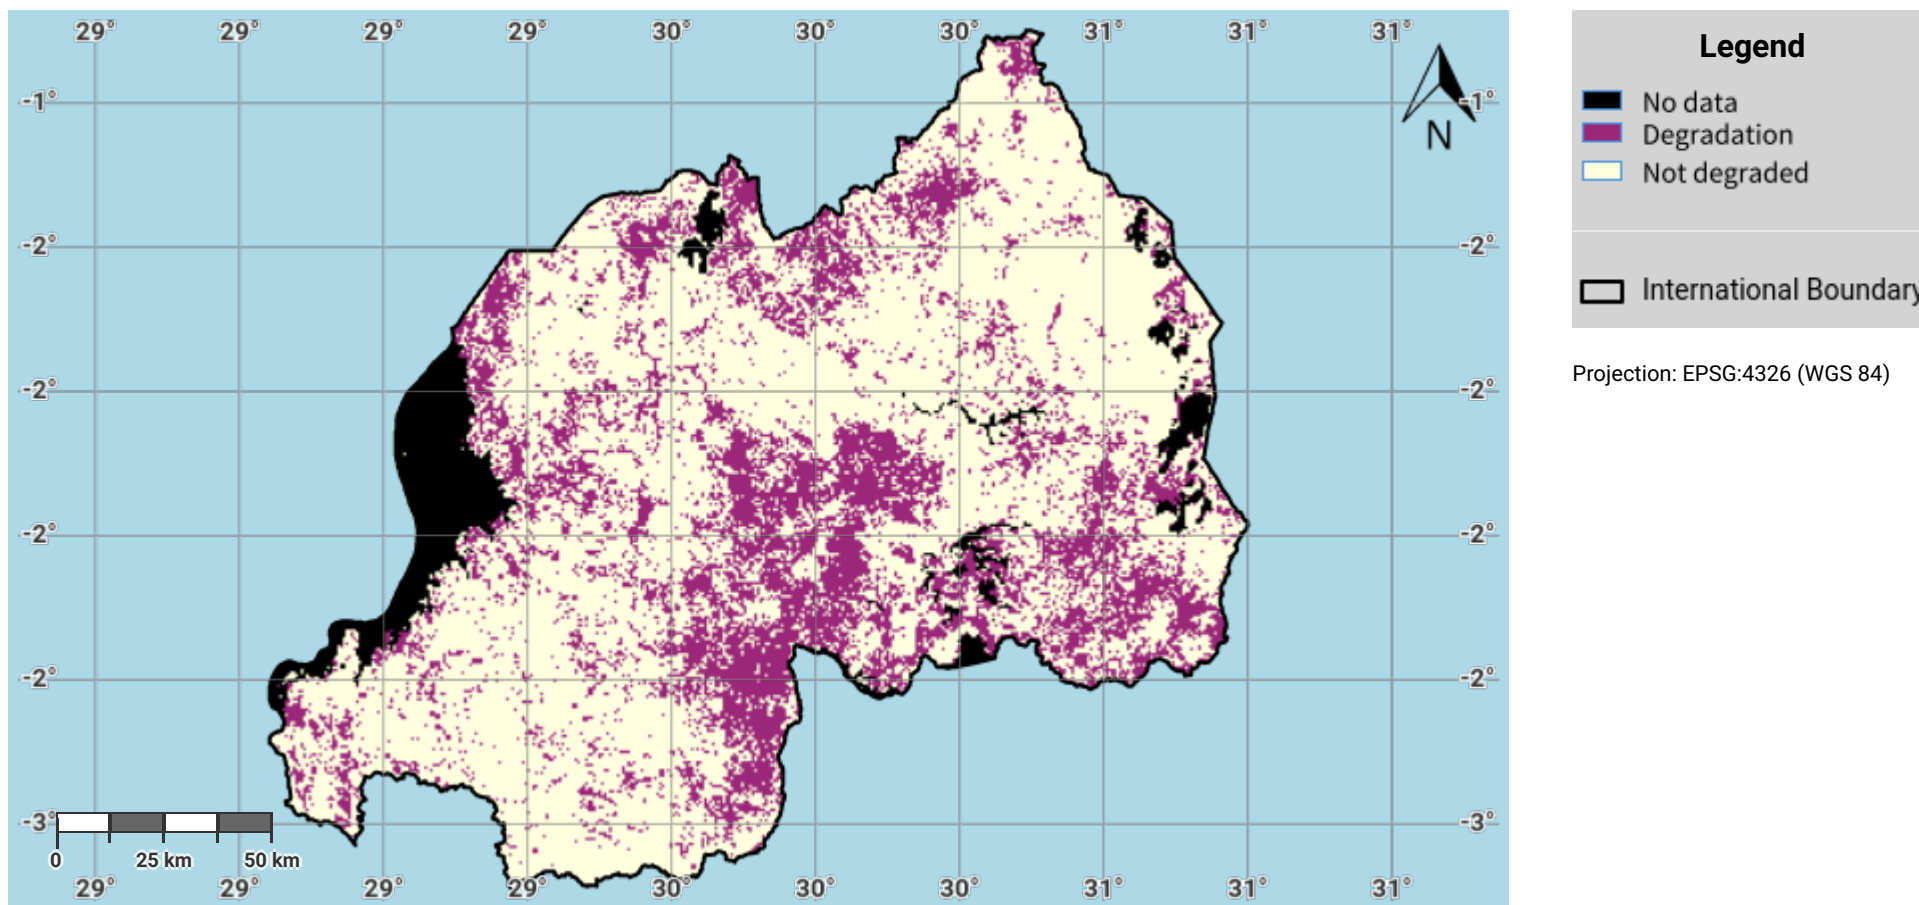 29° 29° 29° 29° 30° 30° 30° 31° 31° 31°
-1° -1°
N
-2° -2°
-2° -2°
-2° -2°
-2° -2°
-3° -3°
0 25 km 50 km
29° 29° 29° 29° 30° 30° 30° 31° 31° 31°
Legend
No data
Degradation
Not degraded
International Boundary
Projection: EPSG:4326 (WGS 84)